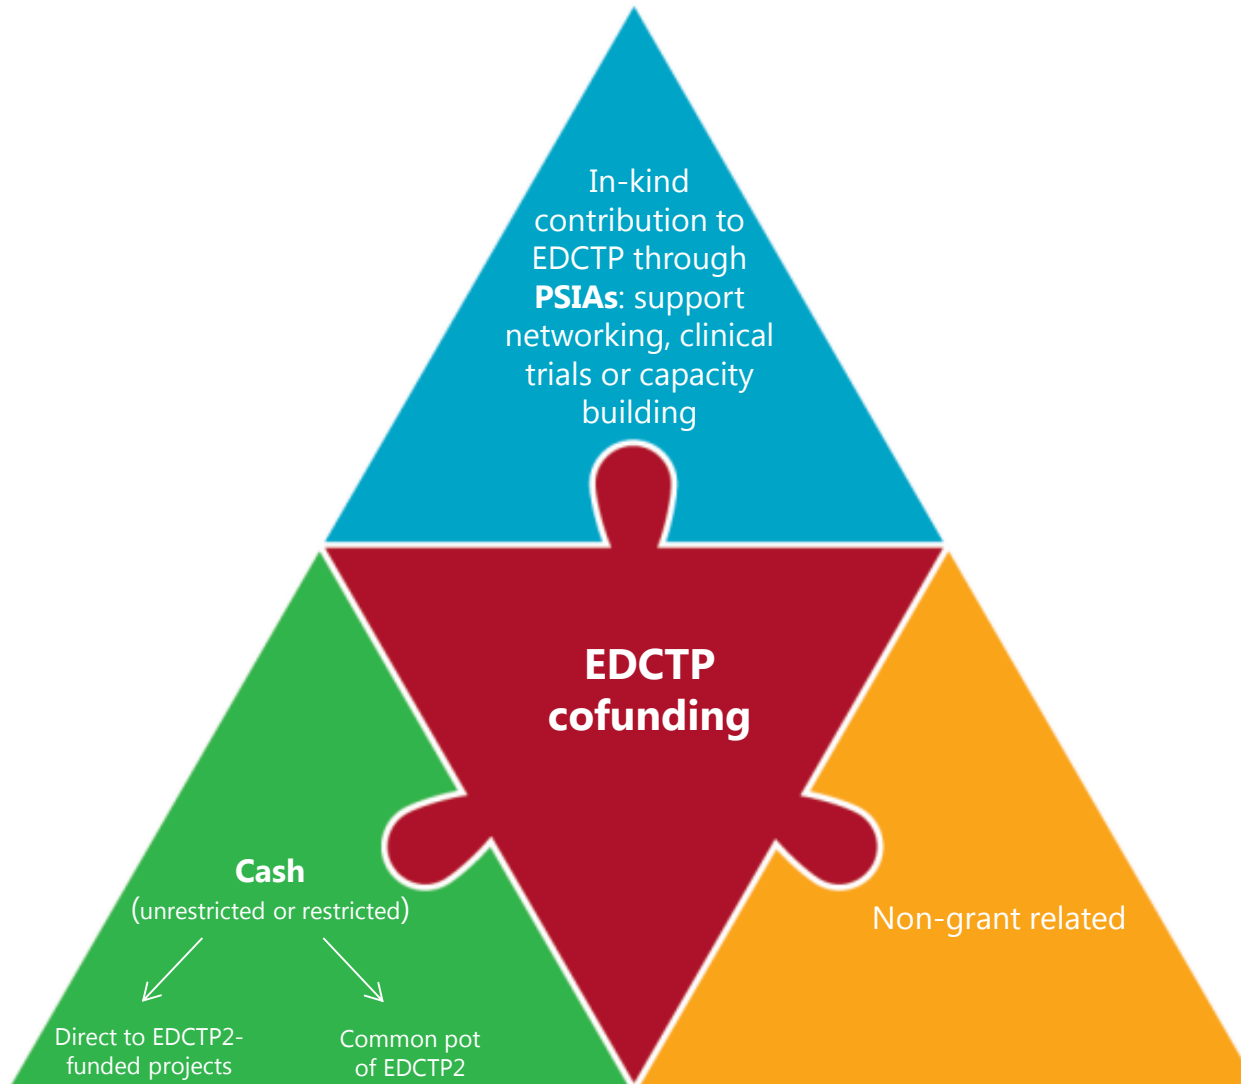 In-kind
contribution to
EDCTP through
PSIAs: support
networking, clinical
trials or capacity
building
EDCTP
cofunding
Cash
(unrestricted or restricted)
Direct to EDCTP2-
funded projects
Common pot
of EDCTP2
Non-grant related